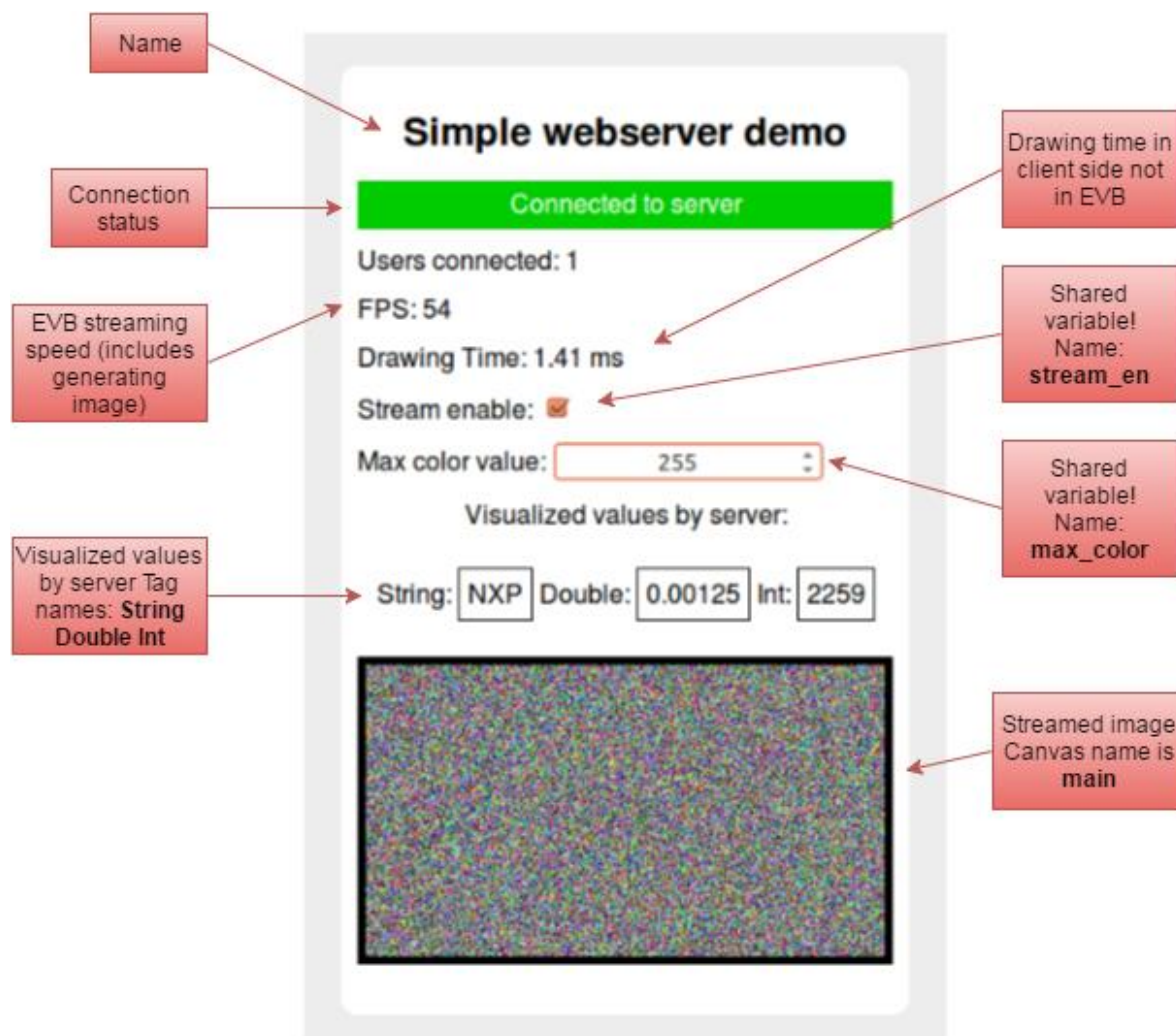 Name
Simple webserver demo
Connection
status
Connected to server
Drawing time in
client side not
in EVB
Users connected: 1
EVB streaming
speed (includes
generating
image)
FPS: 54
Drawing Time: 1.41 ms
Shared
variable!
Name:
stream_en
Stream enable:
Max color value: 255
Shared
variable!
Name:
max_color
Visualized values by server:
Visualized values
by server Tag
names: String
Double Int
String: NXP Double: 0.00125 Int: 2259
Streamed image
Canvas name is
main